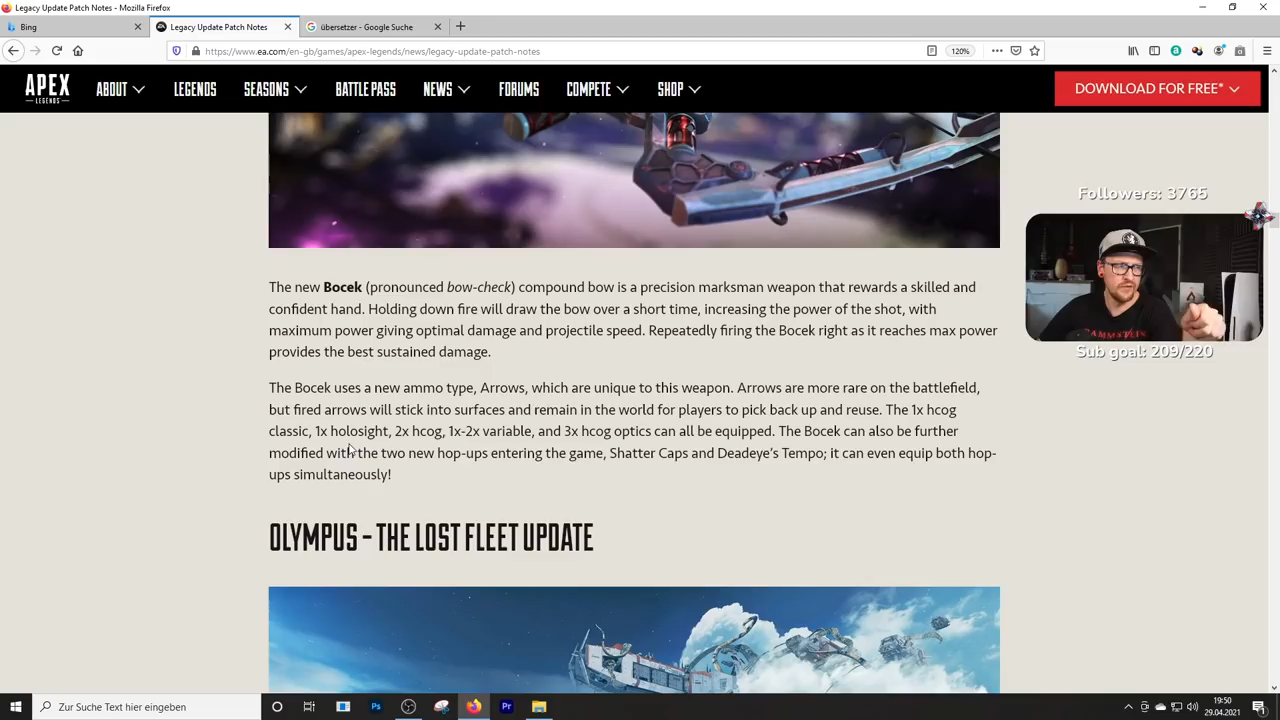 Legacy Update Patch Notes - Mozilla Firefox
Bing
Legacy Update Patch Notes
übersetzer - Google Suche
https://www.ea.com/en-gb/games/apex-legends/news/legacy-update-patch-notes
120%
APEX
LEGENDS
ABOUT
LEGENDS
SEASONS
BATTLE PASS
NEWS
FORUMS
COMPETE
SHOP
DOWNLOAD FOR FREE*
Followers: 3765
RAMMSTEIN
Sub goal: 209/220
The new Bocek (pronounced bow-check) compound bow is a precision marksman weapon that rewards a skilled and
confident hand. Holding down fire will draw the bow over a short time, increasing the power of the shot, with
maximum power giving optimal damage and projectile speed. Repeatedly firing the Bocek right as it reaches max power
provides the best sustained damage.
The Bocek uses a new ammo type, Arrows, which are unique to this weapon. Arrows are more rare on the battlefield,
but fired arrows will stick into surfaces and remain in the world for players to pick back up and reuse. The 1x hcog
classic, 1x holosight, 2x hcog, 1x-2x variable, and 3x hcog optics can all be equipped. The Bocek can also be further
modified with the two new hop-ups entering the game, Shatter Caps and Deadeye's Tempo; it can even equip both hop-
ups simultaneously!
OLYMPUS - THE LOST FLEET UPDATE
Zur Suche Text hier eingeben
Ps
Pr
19:50
29.04.2021